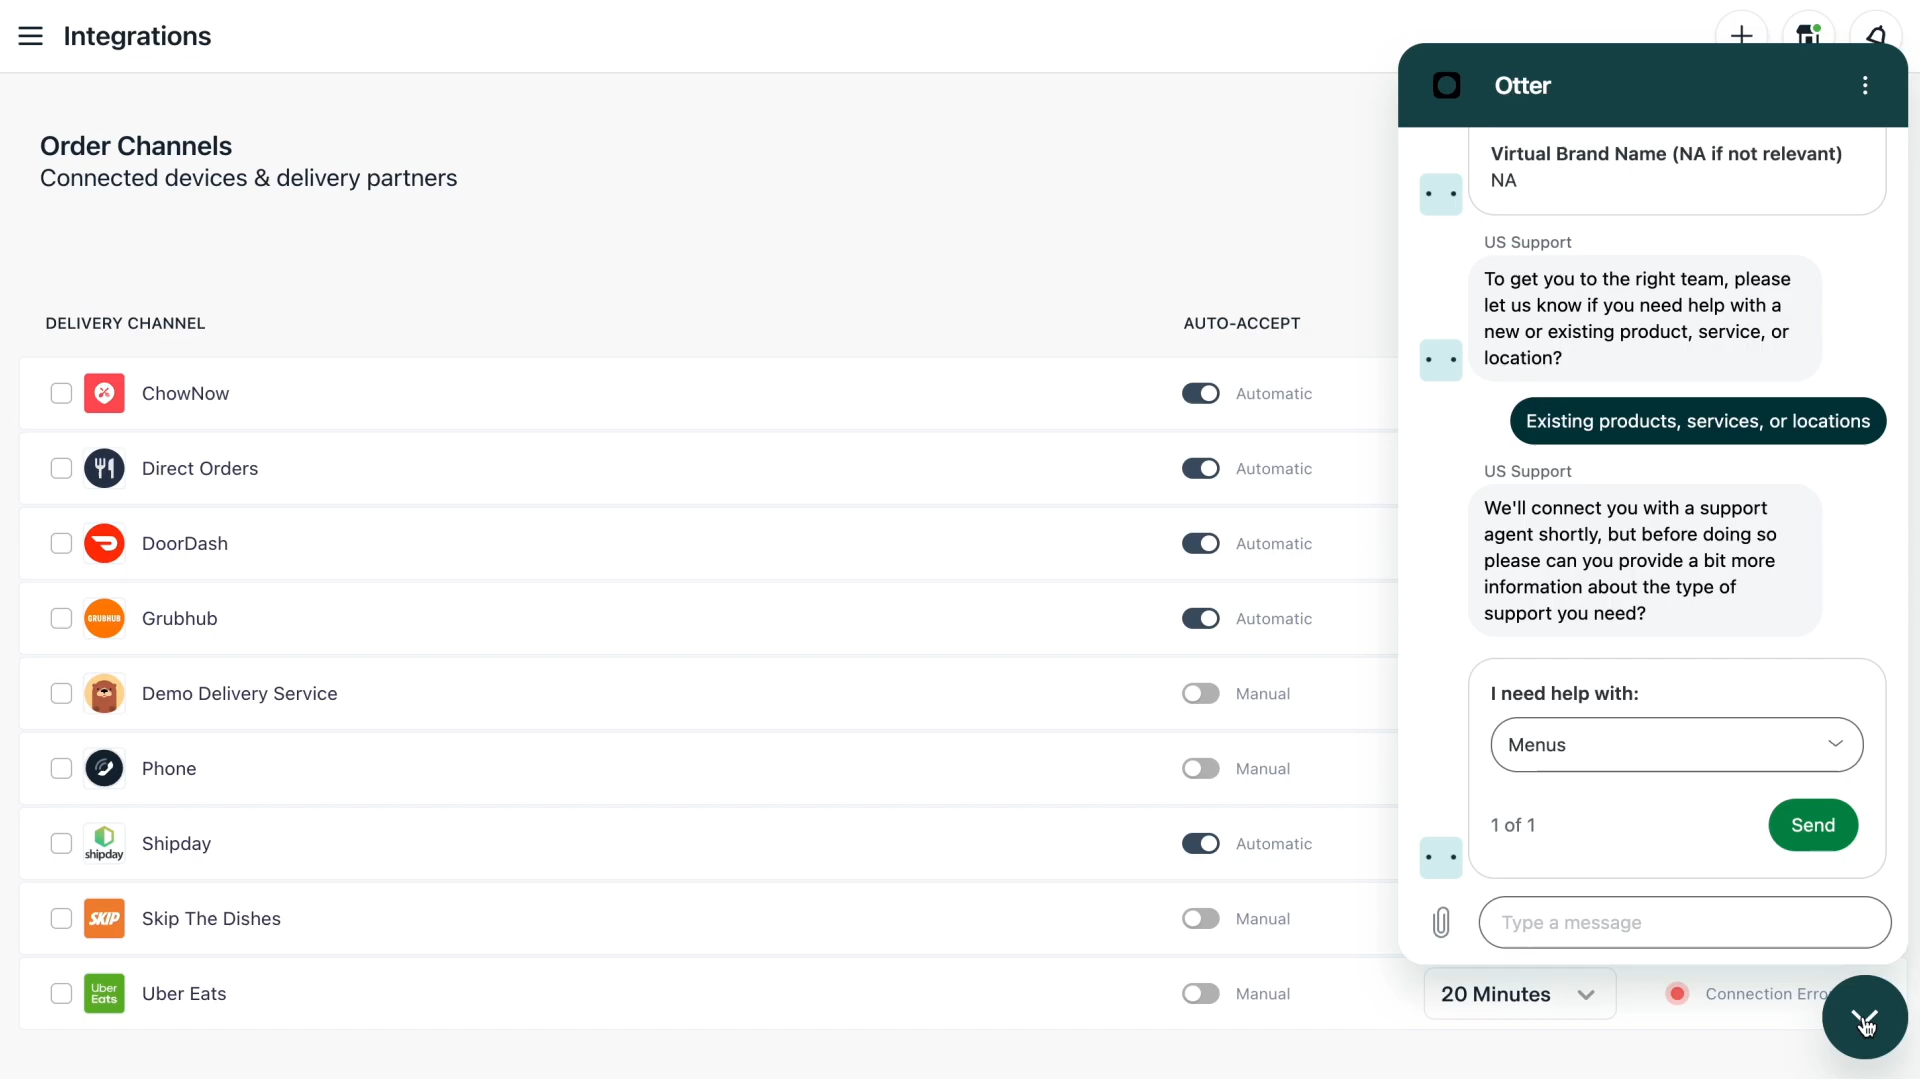 Integrations
Order Channels
Connected devices & delivery partners
DELIVERY CHANNEL
AUTO-ACCEPT
ChowNow
Automatic
Direct Orders
Automatic
DoorDash
Automatic
GRUBHUB
Grubhub
Automatic
Demo Delivery Service
Manual
Phone
Manual
shipday
Shipday
Automatic
SKIP
Skip The Dishes
Manual
Uber
Eats
Uber Eats
Manual
20 Minutes
Connection Erro
Otter
Virtual Brand Name (NA if not relevant)
NA
US Support
To get you to the right team, please
let us know if you need help with a
new or existing product, service, or
location?
Existing products, services, or locations
US Support
We'll connect you with a support
agent shortly, but before doing so
please can you provide a bit more
information about the type of
support you need?
I need help with:
Menus
1 of 1
Send
Type a message